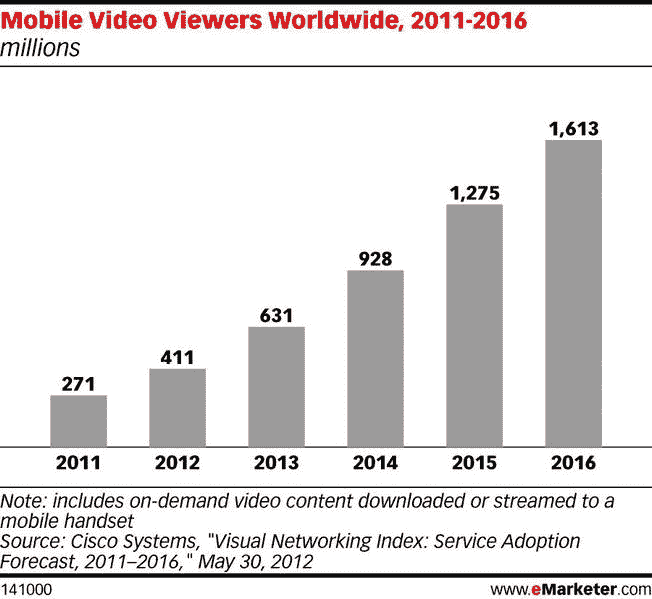 Mobile Video Viewers Worldwide, 2011-2016
millions
1,613
1,275
928
631
411
271
2011 2012 2013 2014 2015 2016
Note: includes on-demand video content downloaded or streamed to a
mobile handset
Source: Cisco Systems, "Visual Networking Index: Service Adoption
Forecast, 2011–2016," May 30, 2012
141000 www.eMarketer.com